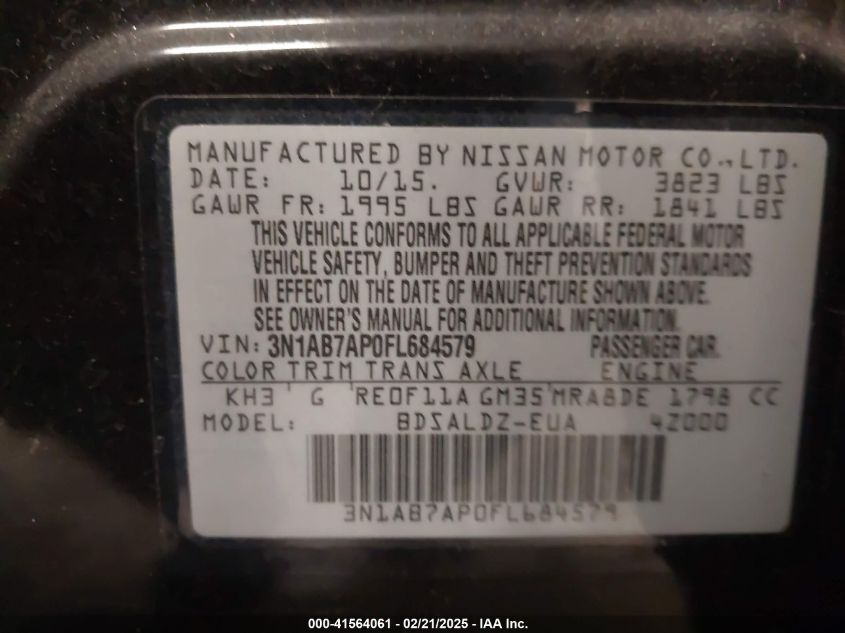 MANUFACTURED BY NISSAN MOTOR CO., LTD.
DATE: 10/15. GVWR: 3823 LBS
GAWR FR: 1995 LBS GAWR RR: 1841 LBS
THIS VEHICLE CONFORMS TO ALL APPLICABLE FEDERAL MOTOR
VEHICLE SAFETY, BUMPER AND THEFT PREVENTION STANDARDS
IN EFFECT ON THE DATE OF MANUFACTURE SHOWN ABOVE.
SEE OWNER'S MANUAL FOR ADDITIONAL INFORMATION.
VIN: 3N1AB7AP0FL684579 PASSENGER CAR.
COLOR TRIM TRANS AXLE ENGINE
KH3 ' G ' RE0F11A GM35 ' MRA8DE 1798 CC
MODEL: BDSALDZ-EUA 4Z000
3N1AB7AP0FL684579
000-41564061 - 02/21/2025 - IAA Inc.